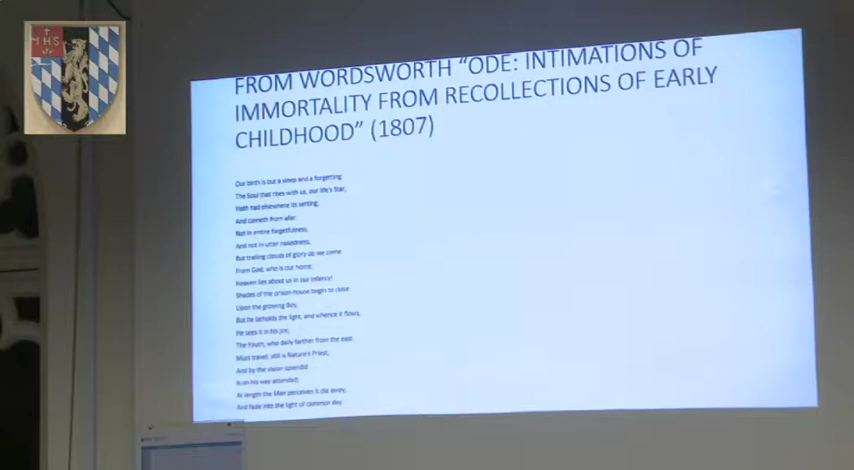 IHS
FROM WORDSWORTH "ODE: INTIMATIONS OF
IMMORTALITY FROM RECOLLECTIONS OF EARLY
CHILDHOOD" (1807)
Our birth is but a sleep and a forgetting:
The Soul that rises with us, our life's Star,
Hath had elsewhere its setting,
And cometh from afar:
Not in entire forgetfulness,
And not in utter nakedness,
But trailing clouds of glory do we come
From God, who is our home:
Heaven lies about us in our infancy!
Shades of the prison-house begin to close
Upon the growing Boy,
But he beholds the light, and whence it flows,
He sees it in his joy;
The Youth, who daily farther from the east
Must travel, still is Nature's Priest,
And by the vision splendid
Is on his way attended;
At length the Man perceives it die away,
And fade into the light of common day